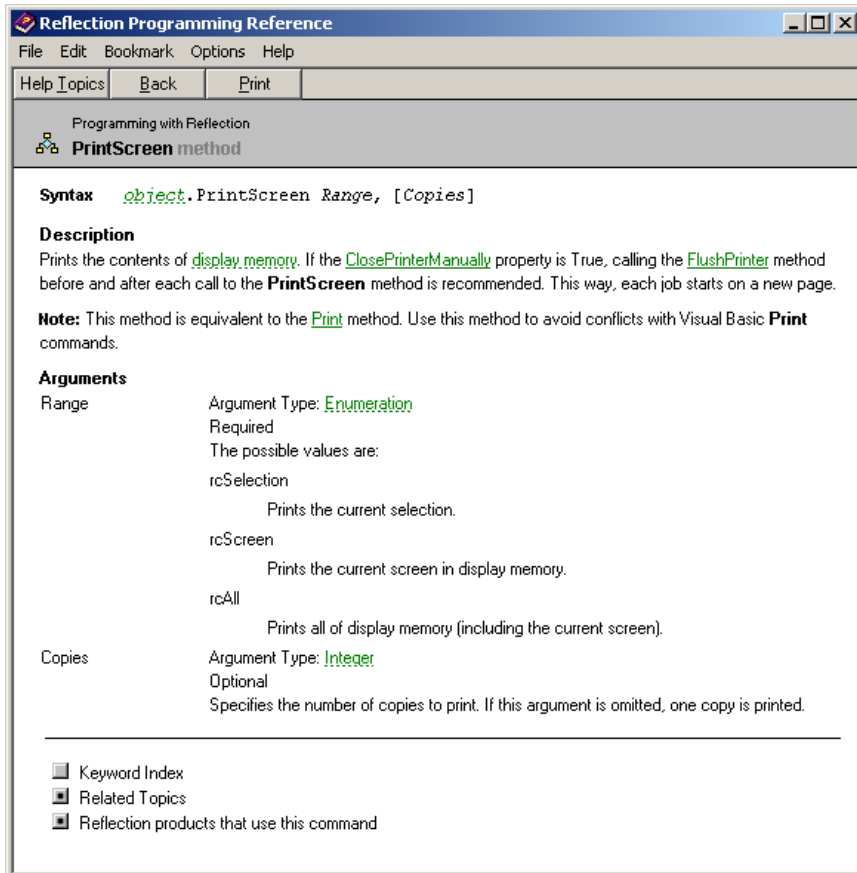 Reflection Programming Reference
File Edit Bookmark Options Help
Help Topics Back Print
Programming with Reflection
PrintScreen method
Syntax object.PrintScreen Range, [Copies]
Description
Prints the contents of display memory. If the ClosePrinterManually property is True, calling the FlushPrinter method
before and after each call to the PrintScreen method is recommended. This way, each job starts on a new page.
Note: This method is equivalent to the Print method. Use this method to avoid conflicts with Visual Basic Print
commands.
Arguments
Range Argument Type: Enumeration
Required
The possible values are:
rcSelection
Prints the current selection.
rcScreen
Prints the current screen in display memory.
rcAll
Prints all of display memory (including the current screen).
Copies Argument Type: Integer
Optional
Specifies the number of copies to print. If this argument is omitted, one copy is printed.
Keyword Index
Related Topics
Reflection products that use this command